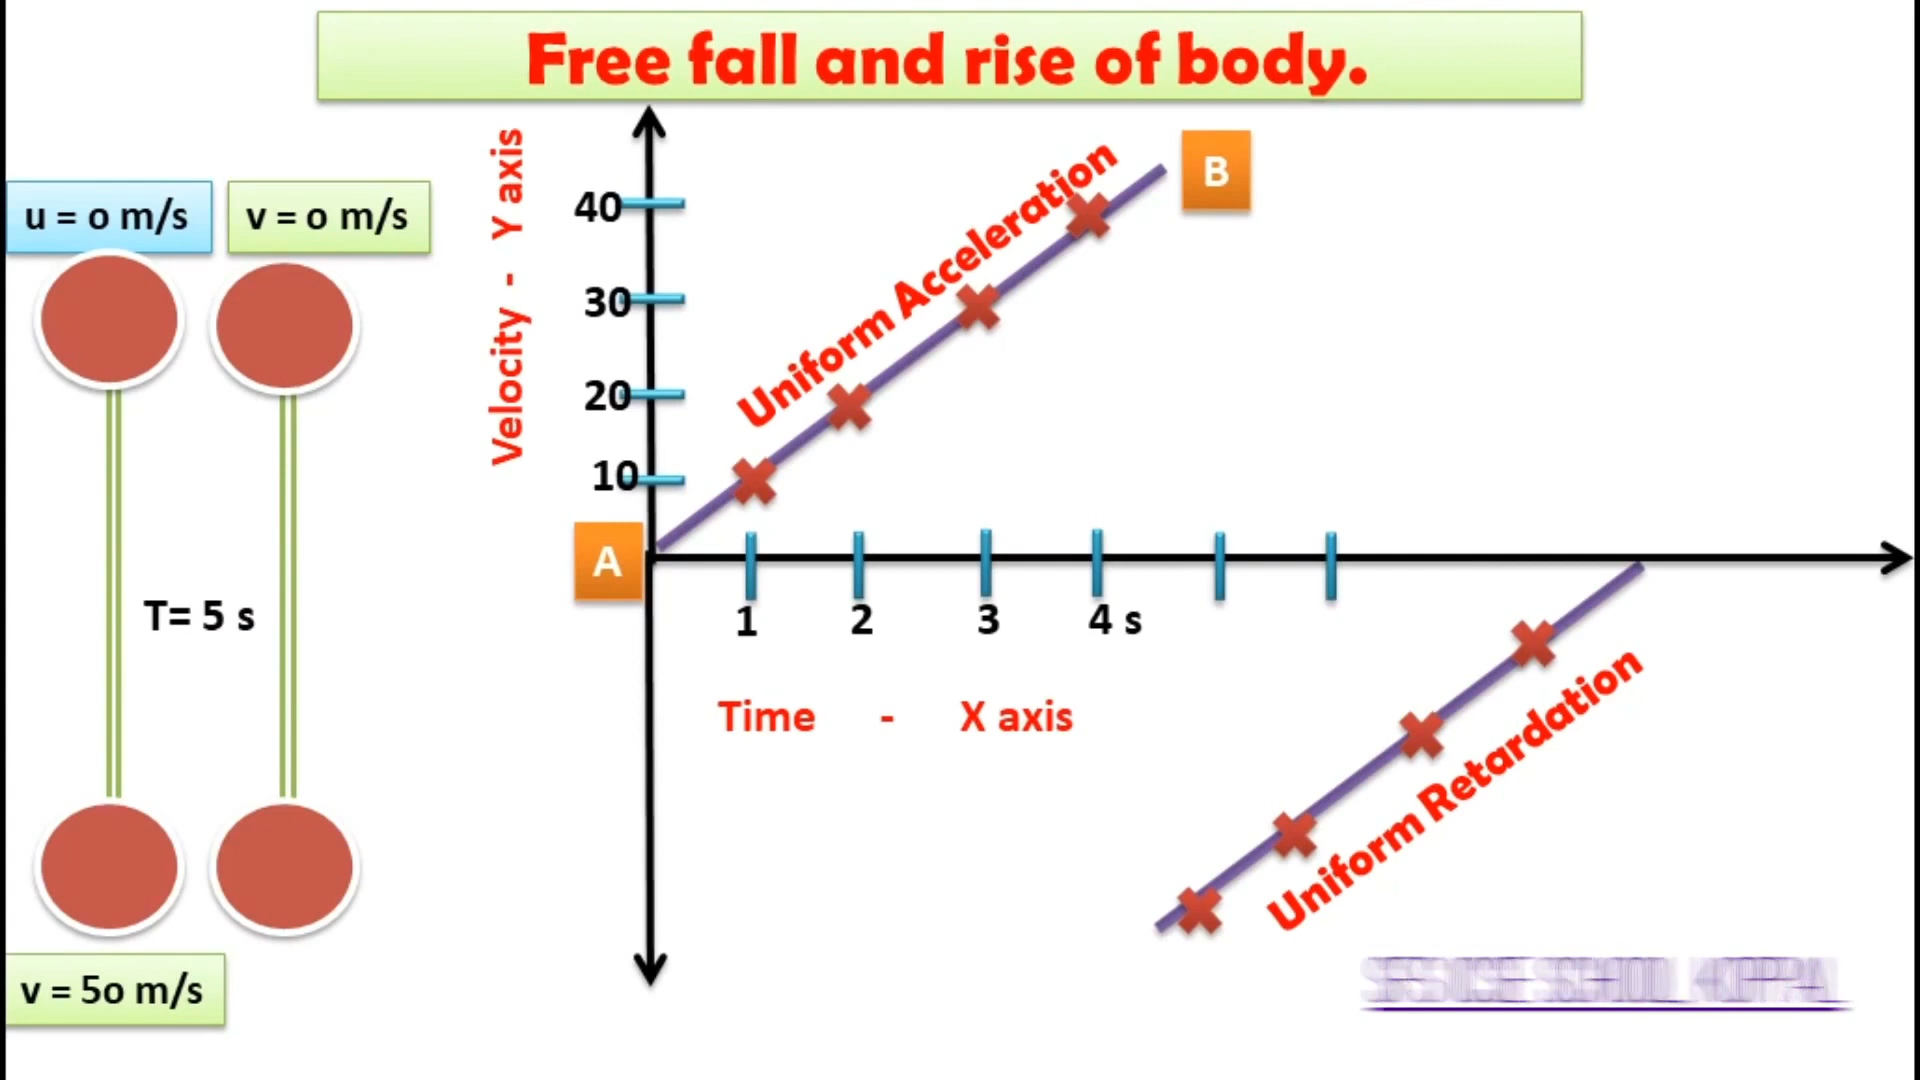 Free fall and rise of body.
u = o m/s
v = o m/s
T= 5 s
v = 5o m/s
Velocity - Y axis
40
30
20
10
A
B
Uniform Acceleration
1 2 3 4 s
Time - X axis
Uniform Retardation